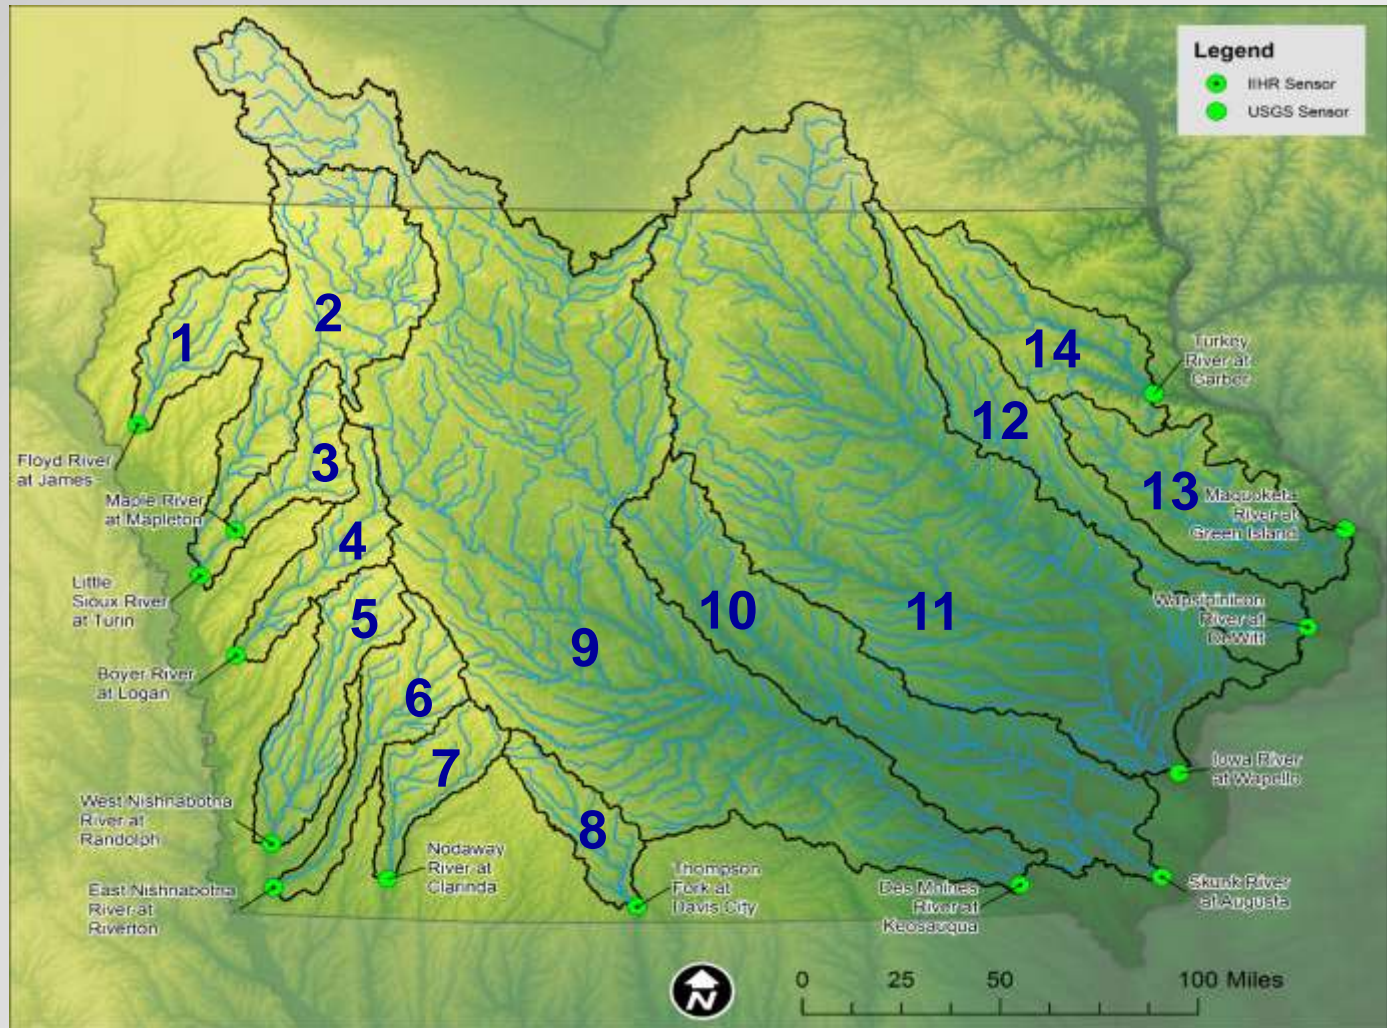 Legend
IIHR Sensor
USGS Sensor
1
2
3
4
5
6
7
8
9
10
11
12
13
14
Turkey
River at
Garber
Floyd River
at James
Maple River
at Mapleton
Maquoketa
River at
Green Island
Little
Sioux River
at Turin
Wapsipinicon
River at
DeWitt
Boyer River
at Logan
Iowa River
at Wapello
West Nishnabotna
River at
Randolph
Nodaway
River at
Clarinda
Thompson
Fork at
Davis City
Des Moines
River at
Keosauqua
Skunk River
at Augusta
East Nishnabotna
River at
Riverton
N
0 25 50 100 Miles